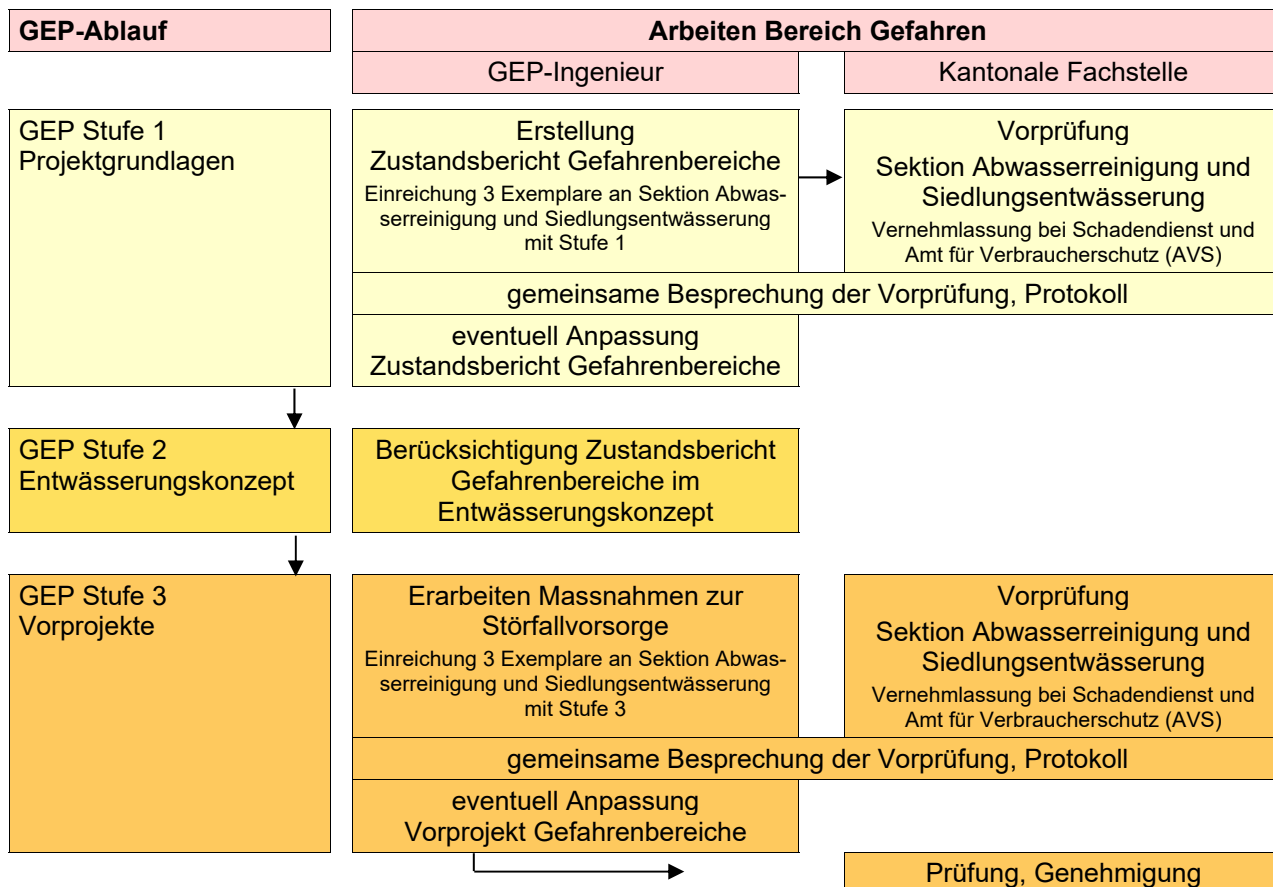 GEP-Ablauf
Arbeiten Bereich Gefahren
GEP-Ingenieur
Kantonale Fachstelle
GEP Stufe 1
Projektgrundlagen
Erstellung
Zustandsbericht Gefahrenbereiche
Einreichung 3 Exemplare an Sektion Abwas-
serreinigung und Siedlungsentwässerung
mit Stufe 1
Vorprüfung
Sektion Abwasserreinigung und
Siedlungsentwässerung
Vernehmlassung bei Schadendienst und
Amt für Verbraucherschutz (AVS)
gemeinsame Besprechung der Vorprüfung, Protokoll
eventuell Anpassung
Zustandsbericht Gefahrenbereiche
GEP Stufe 2
Entwässerungskonzept
Berücksichtigung Zustandsbericht
Gefahrenbereiche im
Entwässerungskonzept
GEP Stufe 3
Vorprojekte
Erarbeiten Massnahmen zur
Störfallvorsorge
Einreichung 3 Exemplare an Sektion Abwas-
serreinigung und Siedlungsentwässerung
mit Stufe 3
Vorprüfung
Sektion Abwasserreinigung und
Siedlungsentwässerung
Vernehmlassung bei Schadendienst und
Amt für Verbraucherschutz (AVS)
gemeinsame Besprechung der Vorprüfung, Protokoll
eventuell Anpassung
Vorprojekt Gefahrenbereiche
Prüfung, Genehmigung